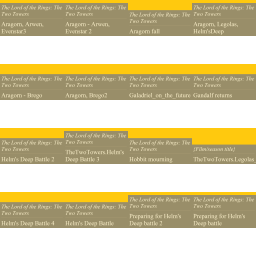 The Lord of the Rings: The Two Towers
Aragorn, Arwen, Evenstar3
The Lord of the Rings: The Two Towers
Aragorn - Arwen, Evenstar 2
The Lord of the Rings: The Two Towers
Aragorn fall
The Lord of the Rings: The Two Towers
Aragorn, Legolas, Helm'sDeep
The Lord of the Rings: The Two Towers
Aragorn - Brego
The Lord of the Rings: The Two Towers
Aragorn, Brego2
The Lord of the Rings: The Two Towers
Galadriel_on_the_future
The Lord of the Rings: The Two Towers
Gandalf returns
The Lord of the Rings: The Two Towers
Helm's Deep Battle 2
The Lord of the Rings: The Two Towers
TheTwoTowers.Helm's Deep Battle 3
The Lord of the Rings: The Two Towers
Hobbit mourning
[Film/season title]
TheTwoTowers.Legolas
The Lord of the Rings: The Two Towers
Helm's Deep Battle 4
The Lord of the Rings: The Two Towers
Helm's Deep Battle
The Lord of the Rings: The Two Towers
Preparing for Helm's Deep battle 2
The Lord of the Rings: The Two Towers
Preparing for Helm's Deep battle